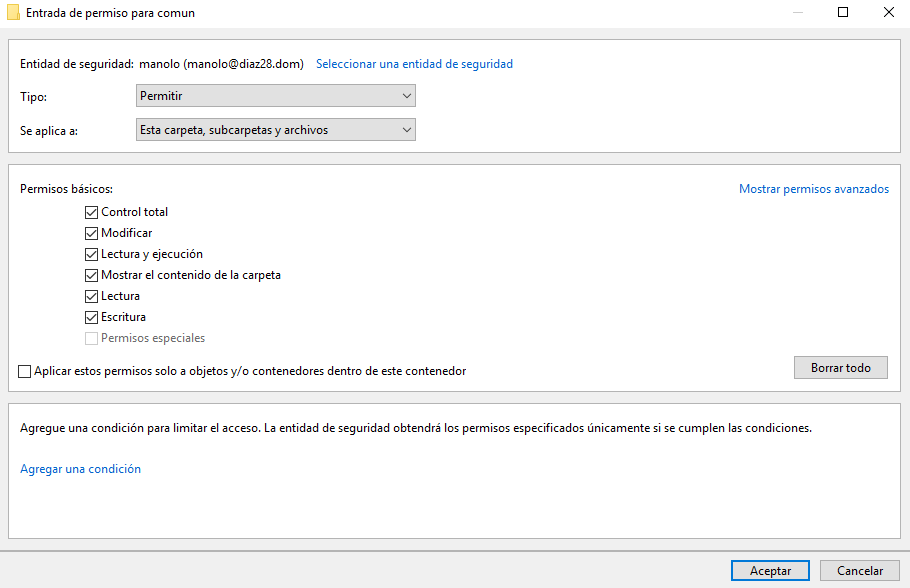 Entrada de permiso para comun
Entidad de seguridad: manolo (manolo@diaz28.dom) Seleccionar una entidad de seguridad
Tipo: Permitir
Se aplica a: Esta carpeta, subcarpetas y archivos
Permisos básicos: Mostrar permisos avanzados
Control total
Modificar
Lectura y ejecución
Mostrar el contenido de la carpeta
Lectura
Escritura
Permisos especiales
Aplicar estos permisos solo a objetos y/o contenedores dentro de este contenedor Borrar todo
Agregue una condición para limitar el acceso. La entidad de seguridad obtendrá los permisos especificados únicamente si se cumplen las condiciones.
Agregar una condición
Aceptar Cancelar